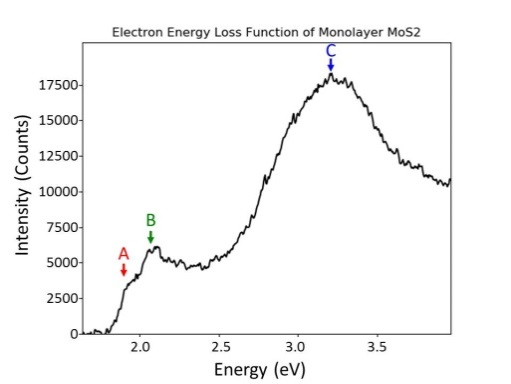 Electron Energy Loss Function of Monolayer MoS2
C
17500
15000
12500
10000
7500
5000
2500
0
B
A
2.0 2.5 3.0 3.5
Energy (eV)
Intensity (Counts)